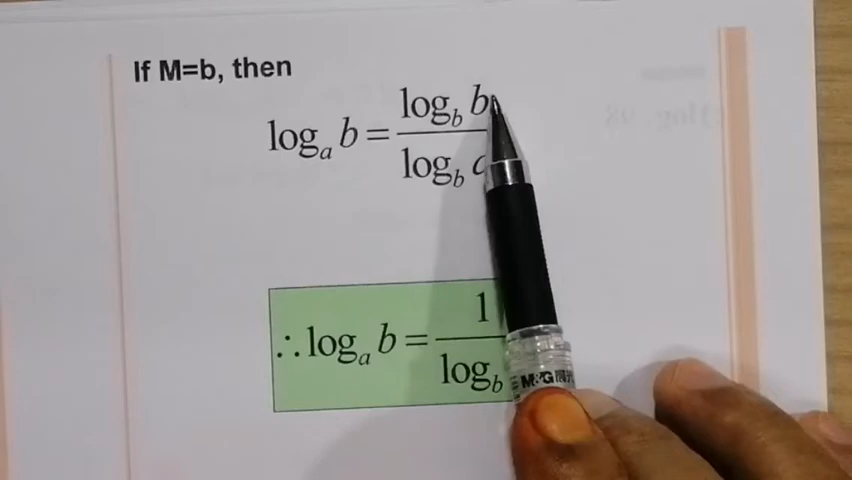 If M=b, then
log_a b = log_b b / log_b
∴ log_a b = 1 / log_b
M&G